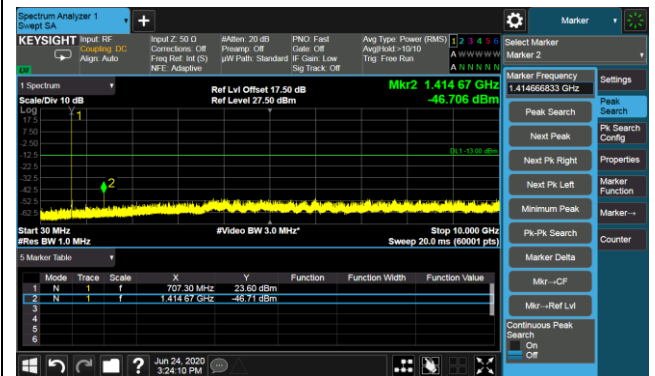 Spectrum Analyzer 1
Swept SA
+
Marker
KEYSIGHT Input: RF Input Z: 50 Ω #Atten: 20 dB PNO: Fast Avg Type: Power (RMS) 1 2 3 4 5 6
Coupling: DC Corrections: Off Preamp: Off Gate: Off Avg|Hold:>10/10 A W W W W W
Align: Auto Freq Ref: Int (S) µW Path: Standard IF Gain: Low Trig: Free Run
NFE: Adaptive Sig Track: Off A N N N N N
LXI
Select Marker
Marker 2
Marker Frequency
1.414666833 GHz
Settings
Peak Search
Peak Search
Next Peak
Pk Search Config
Next Pk Right
Properties
Next Pk Left
Marker Function
Minimum Peak
Marker→
Pk-Pk Search
Counter
Marker Delta
Mkr→CF
Mkr→Ref Lvl
Continuous Peak Search
On
Off
1 Spectrum
Ref Lvl Offset 17.50 dB Mkr2 1.414 67 GHz
Scale/Div 10 dB Ref Level 27.50 dBm -46.706 dBm
Log
17.5
1
7.50
-2.50
DL1 -13.00 dBm
-12.5
-22.5
-32.5
2
-42.5
-52.5
-62.5
Start 30 MHz #Video BW 3.0 MHz* Stop 10.000 GHz
#Res BW 1.0 MHz Sweep 20.0 ms (60001 pts)
5 Marker Table
Mode Trace Scale X Y Function Function Width Function Value
1 N 1 f 707.30 MHz 23.60 dBm
2 N 1 f 1.414 67 GHz -46.71 dBm
3
4
5
6
? Jun 24, 2020
3:24:10 PM